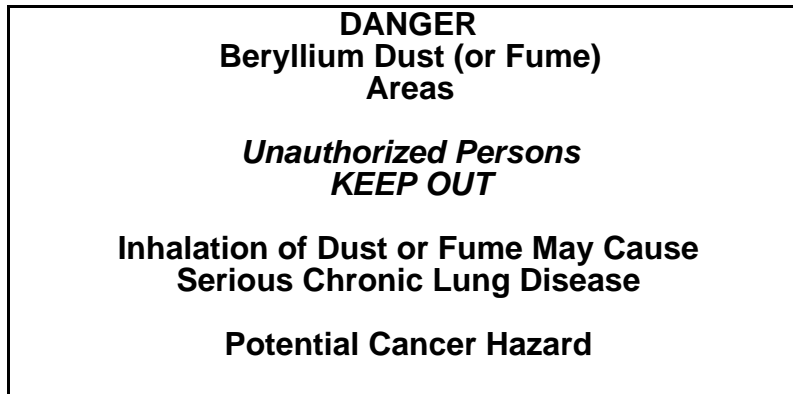 DANGER
Beryllium Dust (or Fume)
Areas
Unauthorized Persons
KEEP OUT
Inhalation of Dust or Fume May Cause
Serious Chronic Lung Disease
Potential Cancer Hazard